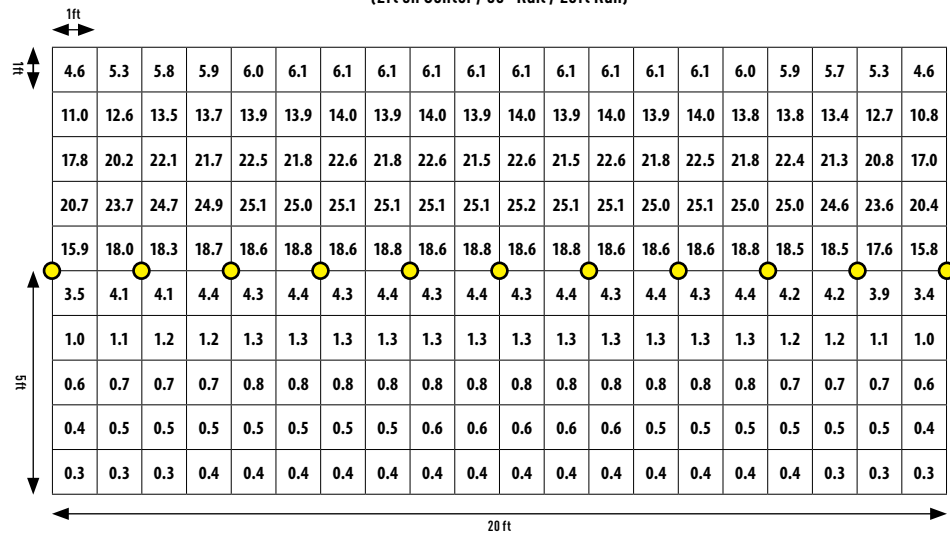 1ft
1ft
4.6 5.3 5.8 5.9 6.0 6.1 6.1 6.1 6.1 6.1 6.1 6.1 6.1 6.1 6.1 6.0 5.9 5.7 5.3 4.6
11.0 12.6 13.5 13.7 13.9 13.9 14.0 13.9 14.0 13.9 14.0 13.9 14.0 13.9 14.0 13.8 13.8 13.4 12.7 10.8
17.8 20.2 22.1 21.7 22.5 21.8 22.6 21.8 22.6 21.5 22.6 21.5 22.6 21.8 22.5 21.8 22.4 21.3 20.8 17.0
20.7 23.7 24.7 24.9 25.1 25.0 25.1 25.1 25.1 25.2 25.1 25.1 25.1 25.0 25.1 25.0 25.0 24.6 23.6 20.4
15.9 18.0 18.3 18.7 18.6 18.8 18.6 18.8 18.6 18.8 18.6 18.8 18.6 18.6 18.6 18.8 18.5 18.5 17.6 15.8
3.5 4.1 4.1 4.4 4.3 4.4 4.3 4.4 4.3 4.4 4.3 4.4 4.3 4.4 4.3 4.4 4.2 4.2 3.9 3.4
1.0 1.1 1.2 1.2 1.3 1.3 1.3 1.3 1.3 1.3 1.3 1.3 1.3 1.3 1.3 1.3 1.2 1.2 1.1 1.0
5ft
0.6 0.7 0.7 0.7 0.8 0.8 0.8 0.8 0.8 0.8 0.8 0.8 0.8 0.8 0.8 0.8 0.7 0.7 0.7 0.6
0.4 0.5 0.5 0.5 0.5 0.5 0.5 0.5 0.6 0.6 0.6 0.6 0.6 0.5 0.5 0.5 0.5 0.5 0.5 0.4
0.3 0.3 0.3 0.4 0.4 0.4 0.4 0.4 0.4 0.4 0.4 0.4 0.4 0.4 0.4 0.4 0.4 0.3 0.3 0.3
20 ft